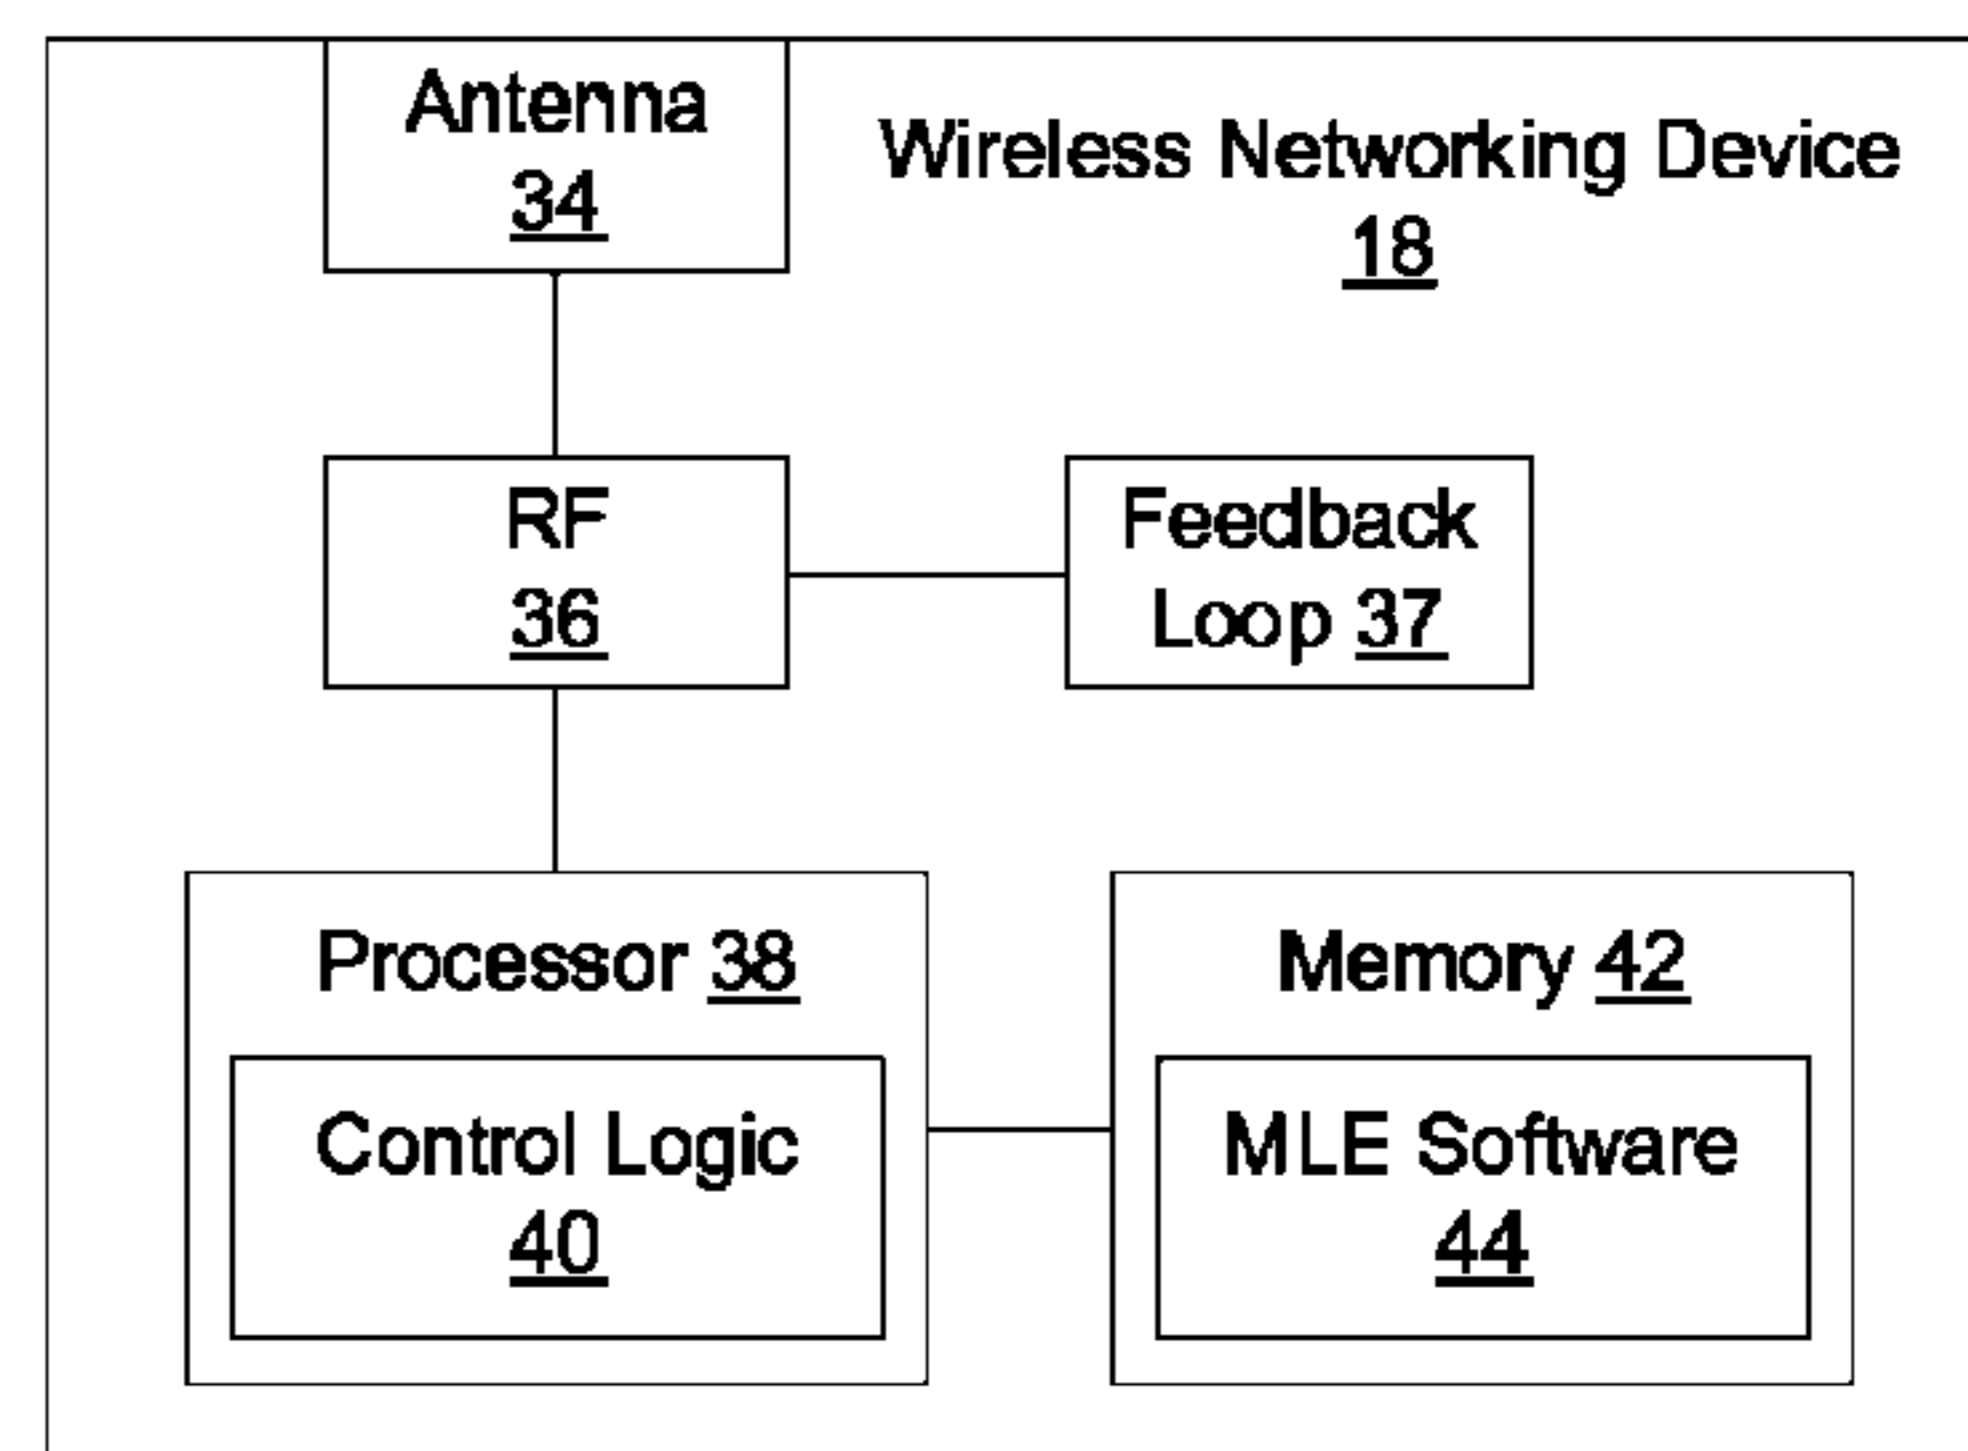 Antenna
34
Wireless Networking Device
18
RF
36
Feedback
Loop 37
Processor 38
Memory 42
Control Logic
40
MLE Software
44